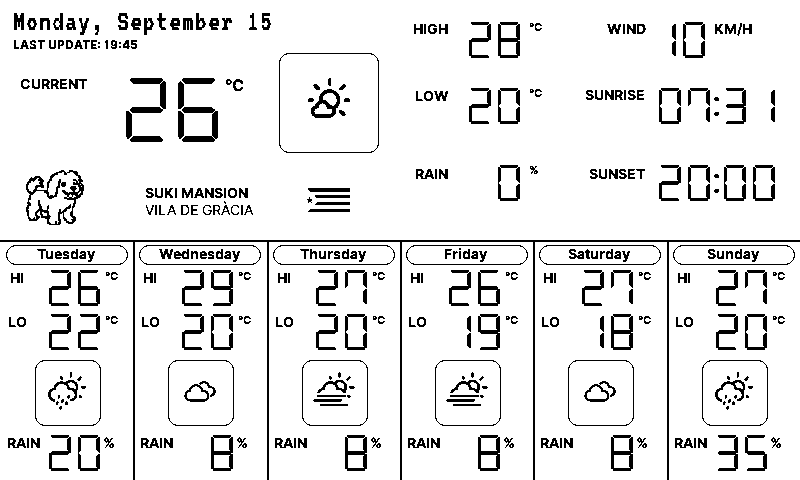 Monday, September 15
LAST UPDATE: 19:45
CURRENT 26 °C
SUKI MANSION
VILA DE GRÀCIA
HIGH 28 °C
LOW 20 °C
RAIN 0 %
WIND 10 KM/H
SUNRISE 07:31
SUNSET 20:00
Tuesday
HI 26 °C
LO 22 °C
RAIN 20 %
Wednesday
HI 29 °C
LO 20 °C
RAIN 8 %
Thursday
HI 27 °C
LO 20 °C
RAIN 8 %
Friday
HI 26 °C
LO 19 °C
RAIN 8 %
Saturday
HI 27 °C
LO 18 °C
RAIN 8 %
Sunday
HI 27 °C
LO 20 °C
RAIN 35 %